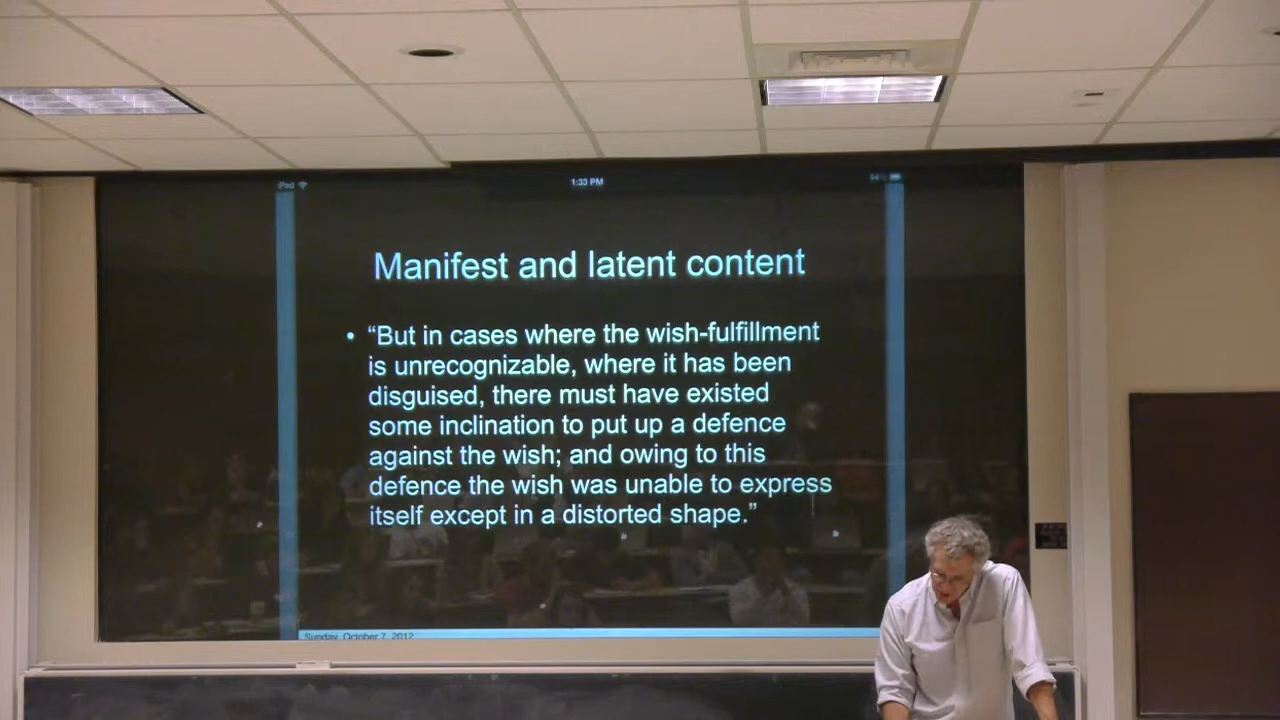 iPad
1:33 PM
Manifest and latent content
• “But in cases where the wish-fulfillment
is unrecognizable, where it has been
disguised, there must have existed
some inclination to put up a defence
against the wish; and owing to this
defence the wish was unable to express
itself except in a distorted shape.”
Sunday, October 7, 2012